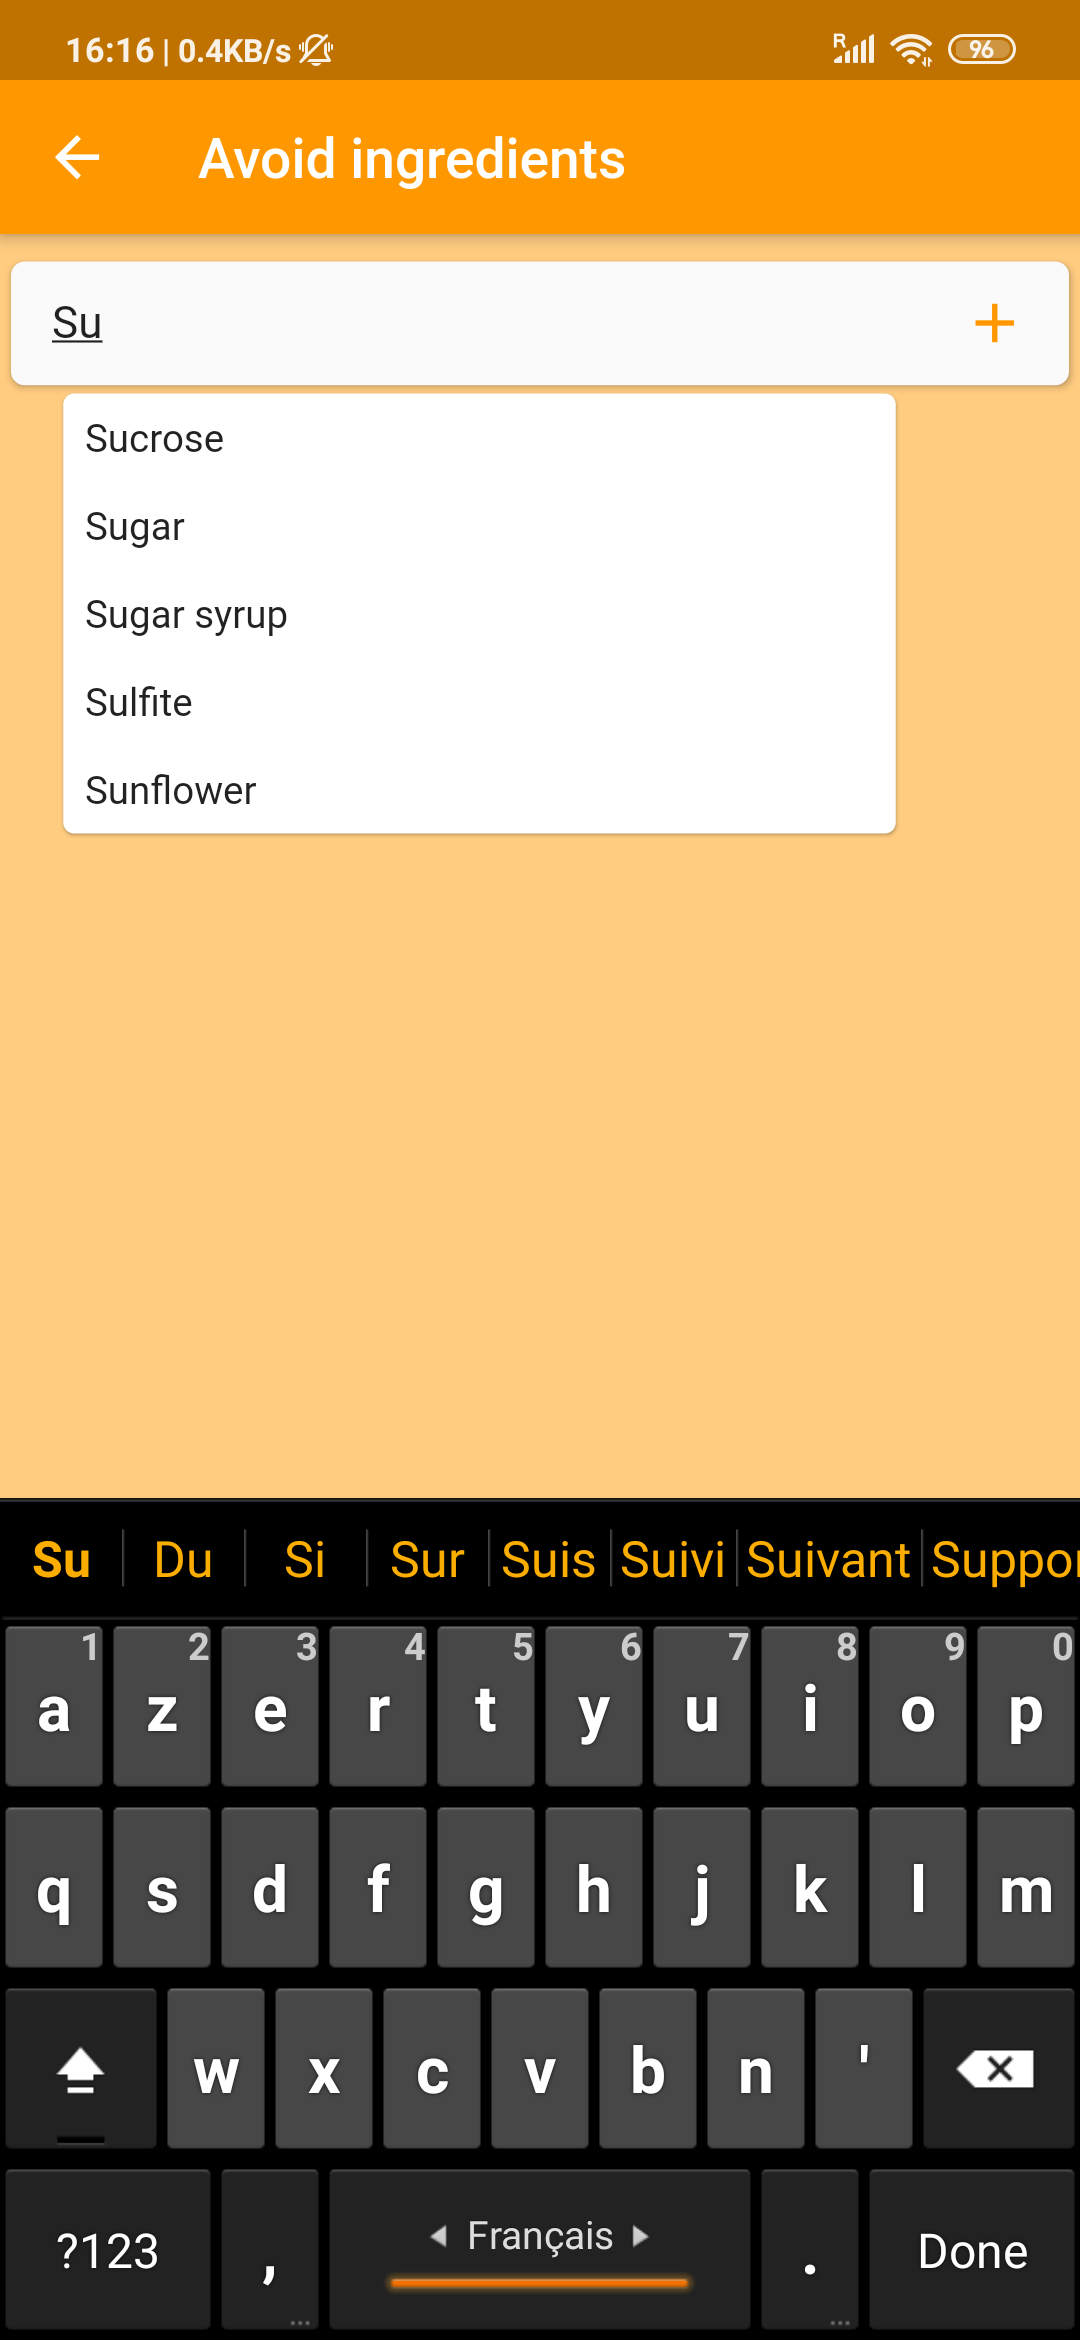 16:16 | 0.4KB/s R 96
Avoid ingredients
Su
Sucrose
Sugar
Sugar syrup
Sulfite
Sunflower
Su Du Si Sur Suis Suivi Suivant Suppor
1 2 3 4 5 6 7 8 9 0
a z e r t y u i o p
q s d f g h j k l m
w x c v b n '
?123 , Français . Done